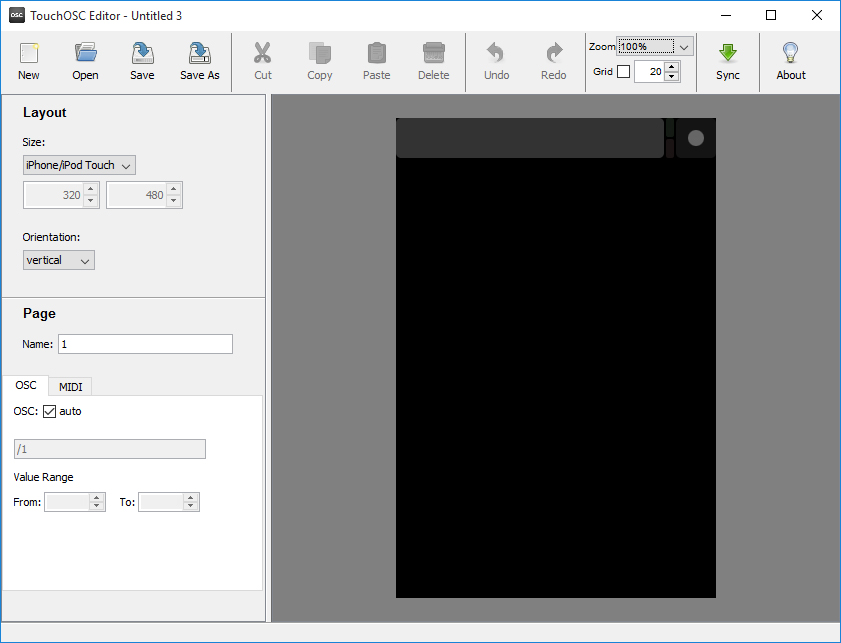 OSC TouchOSC Editor - Untitled 3
New Open Save Save As Cut Copy Paste Delete Undo Redo Zoom 100% Grid 20 Sync About
Layout
Size:
iPhone/iPod Touch
320 480
Orientation:
vertical
Page
Name: 1
OSC MIDI
OSC: auto
/1
Value Range
From: To: